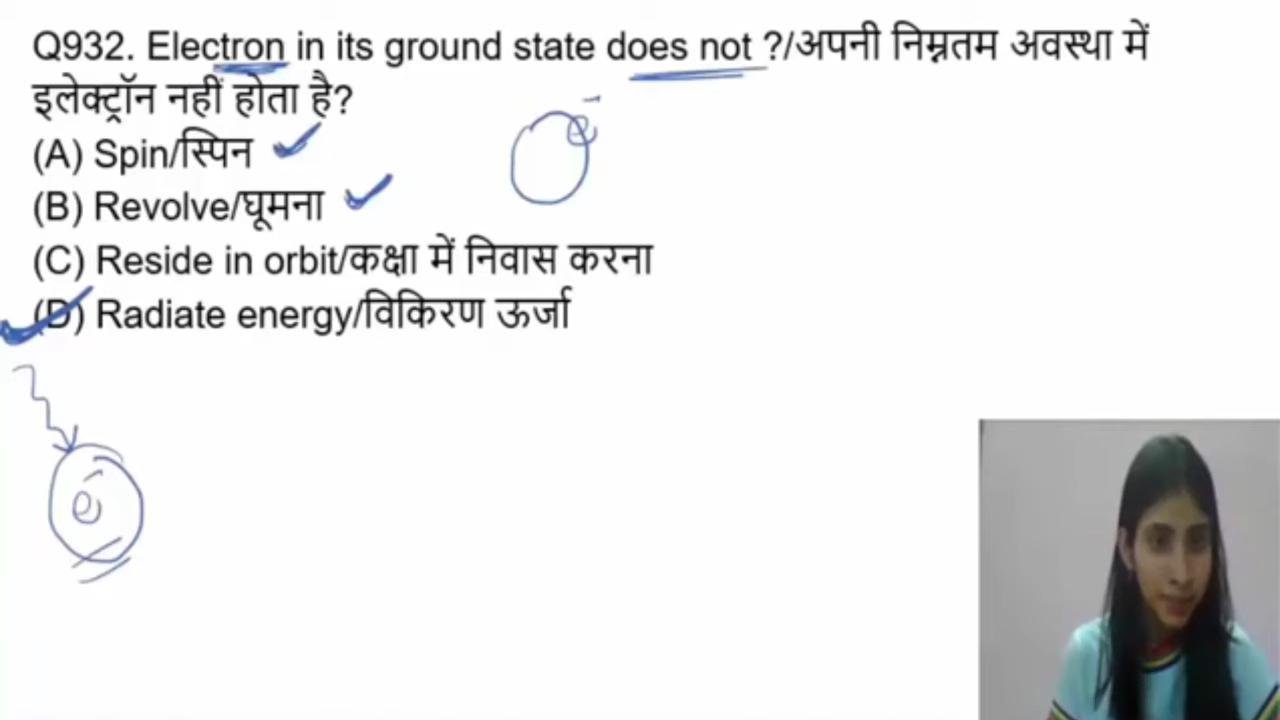 Q932. Electron in its ground state does not ?/अपनी निम्नतम अवस्था में
इलेक्ट्रॉन नहीं होता है?
(A) Spin/स्पिन
(B) Revolve/घूमना
(C) Reside in orbit/कक्षा में निवास करना
(D) Radiate energy/विकिरण ऊर्जा
e⁻
e⁻